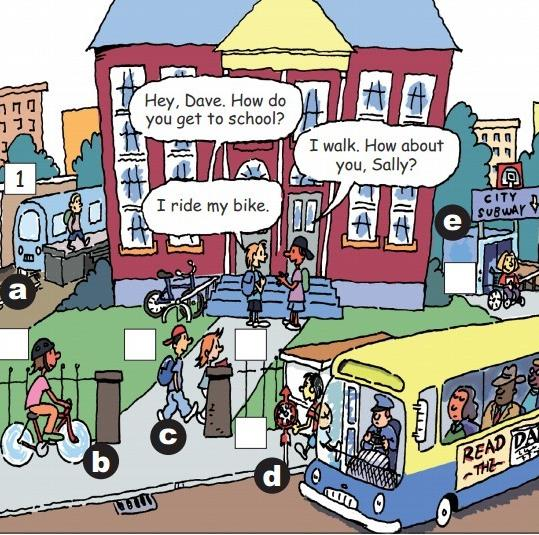 Hey, Dave. How do
you get to school?
I walk. How about
you, Sally?
I ride my bike.
1
CITY
SUBWAY
e
a
c
b
d
READ
THE